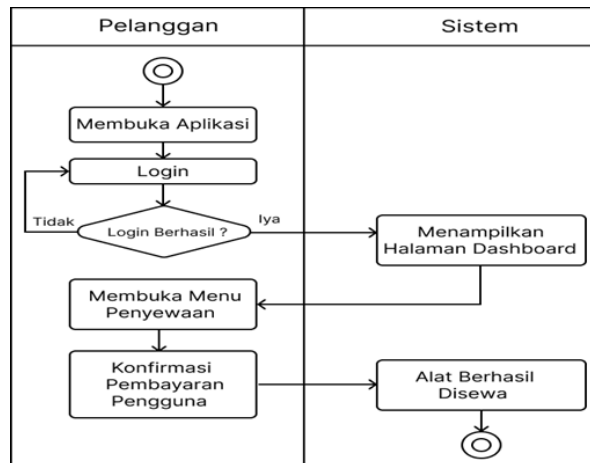 Pelanggan
Sistem
Membuka Aplikasi
Login
Tidak
Login Berhasil ?
Iya
Menampilkan
Halaman Dashboard
Membuka Menu
Penyewaan
Konfirmasi
Pembayaran
Pengguna
Alat Berhasil
Disewa